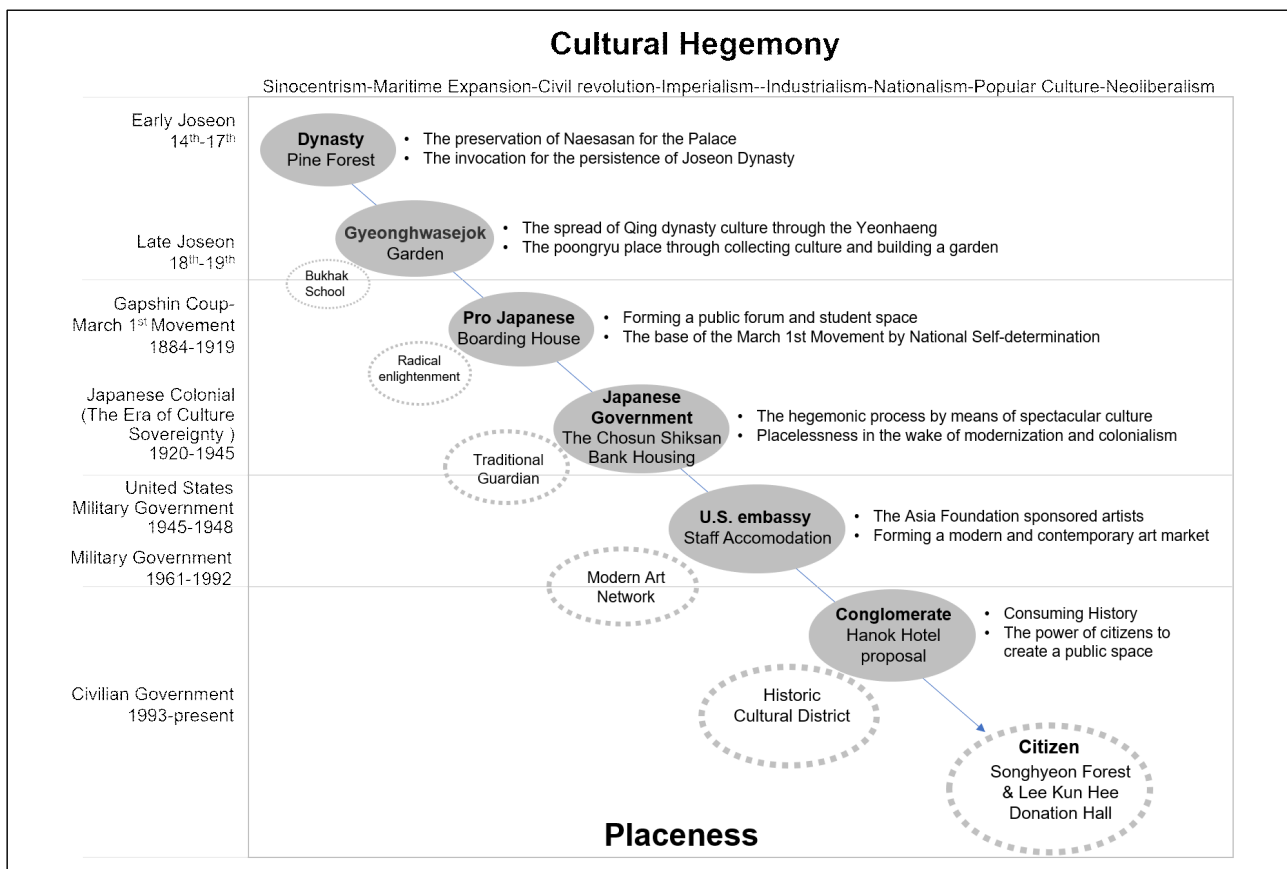 Cultural Hegemony
Sinocentrism-Maritime Expansion-Civil revolution-Imperialism--Industrialism-Nationalism-Popular Culture-Neoliberalism
Early Joseon
14th-17th
Dynasty
Pine Forest
• The preservation of Naesasan for the Palace
• The invocation for the persistence of Joseon Dynasty
Late Joseon
18th-19th
Gyeonghwasejok
Garden
• The spread of Qing dynasty culture through the Yeonhaeng
• The poongryu place through collecting culture and building a garden
Bukhak
School
Gapshin Coup-
March 1st Movement
1884-1919
Pro Japanese
Boarding House
• Forming a public forum and student space
• The base of the March 1st Movement by National Self-determination
Radical
enlightenment
Japanese Colonial
(The Era of Culture
Sovereignty )
1920-1945
Japanese
Government
The Chosun Shiksan
Bank Housing
• The hegemonic process by means of spectacular culture
• Placelessness in the wake of modernization and colonialism
Traditional
Guardian
United States
Military Government
1945-1948
Military Government
1961-1992
U.S. embassy
Staff Accomodation
• The Asia Foundation sponsored artists
• Forming a modern and contemporary art market
Modern Art
Network
Conglomerate
Hanok Hotel
proposal
• Consuming History
• The power of citizens to
create a public space
Civilian Government
1993-present
Historic
Cultural District
Citizen
Songhyeon Forest
& Lee Kun Hee
Donation Hall
Placeness